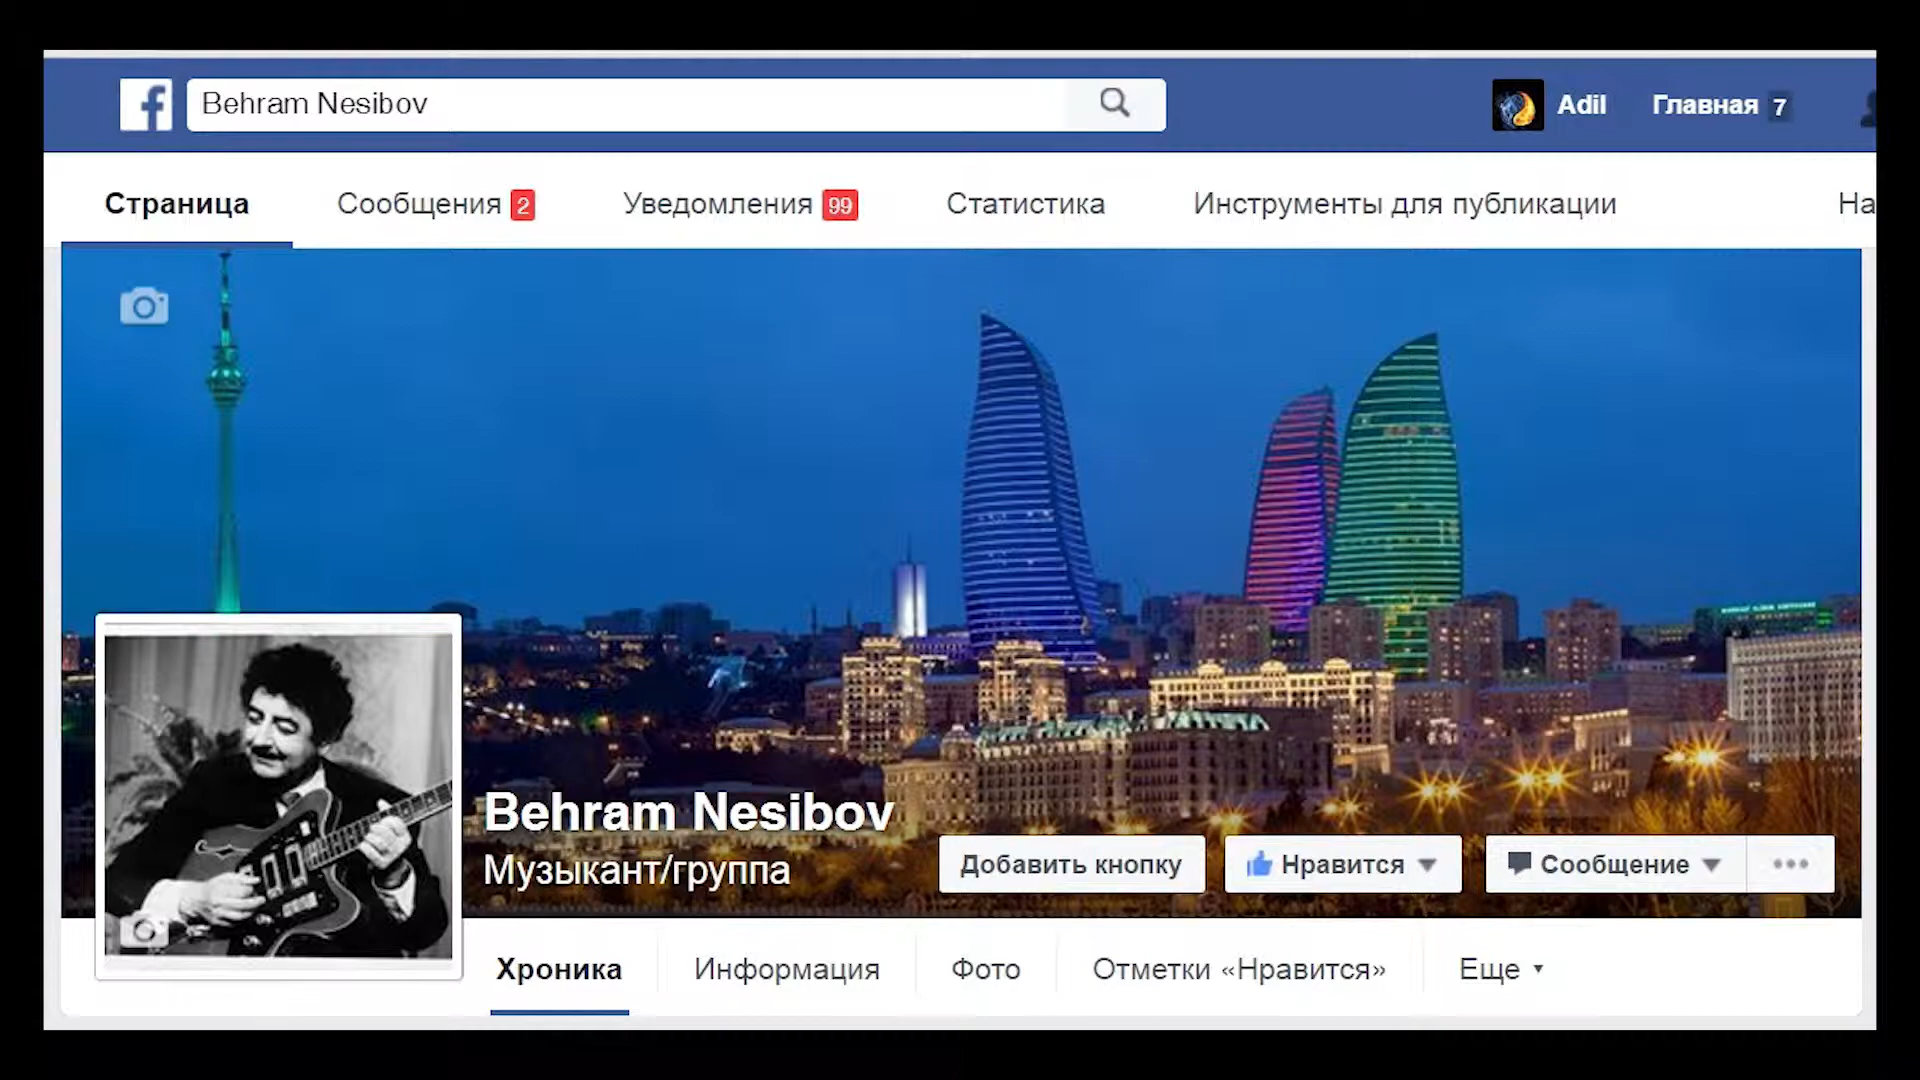 Behram Nesibov
Adil
Главная 7
Страница
Сообщения 2
Уведомления 99
Статистика
Инструменты для публикации
На
Behram Nesibov
Музыкант/группа
Добавить кнопку
Нравится
Сообщение
Хроника
Информация
Фото
Отметки «Нравится»
Еще